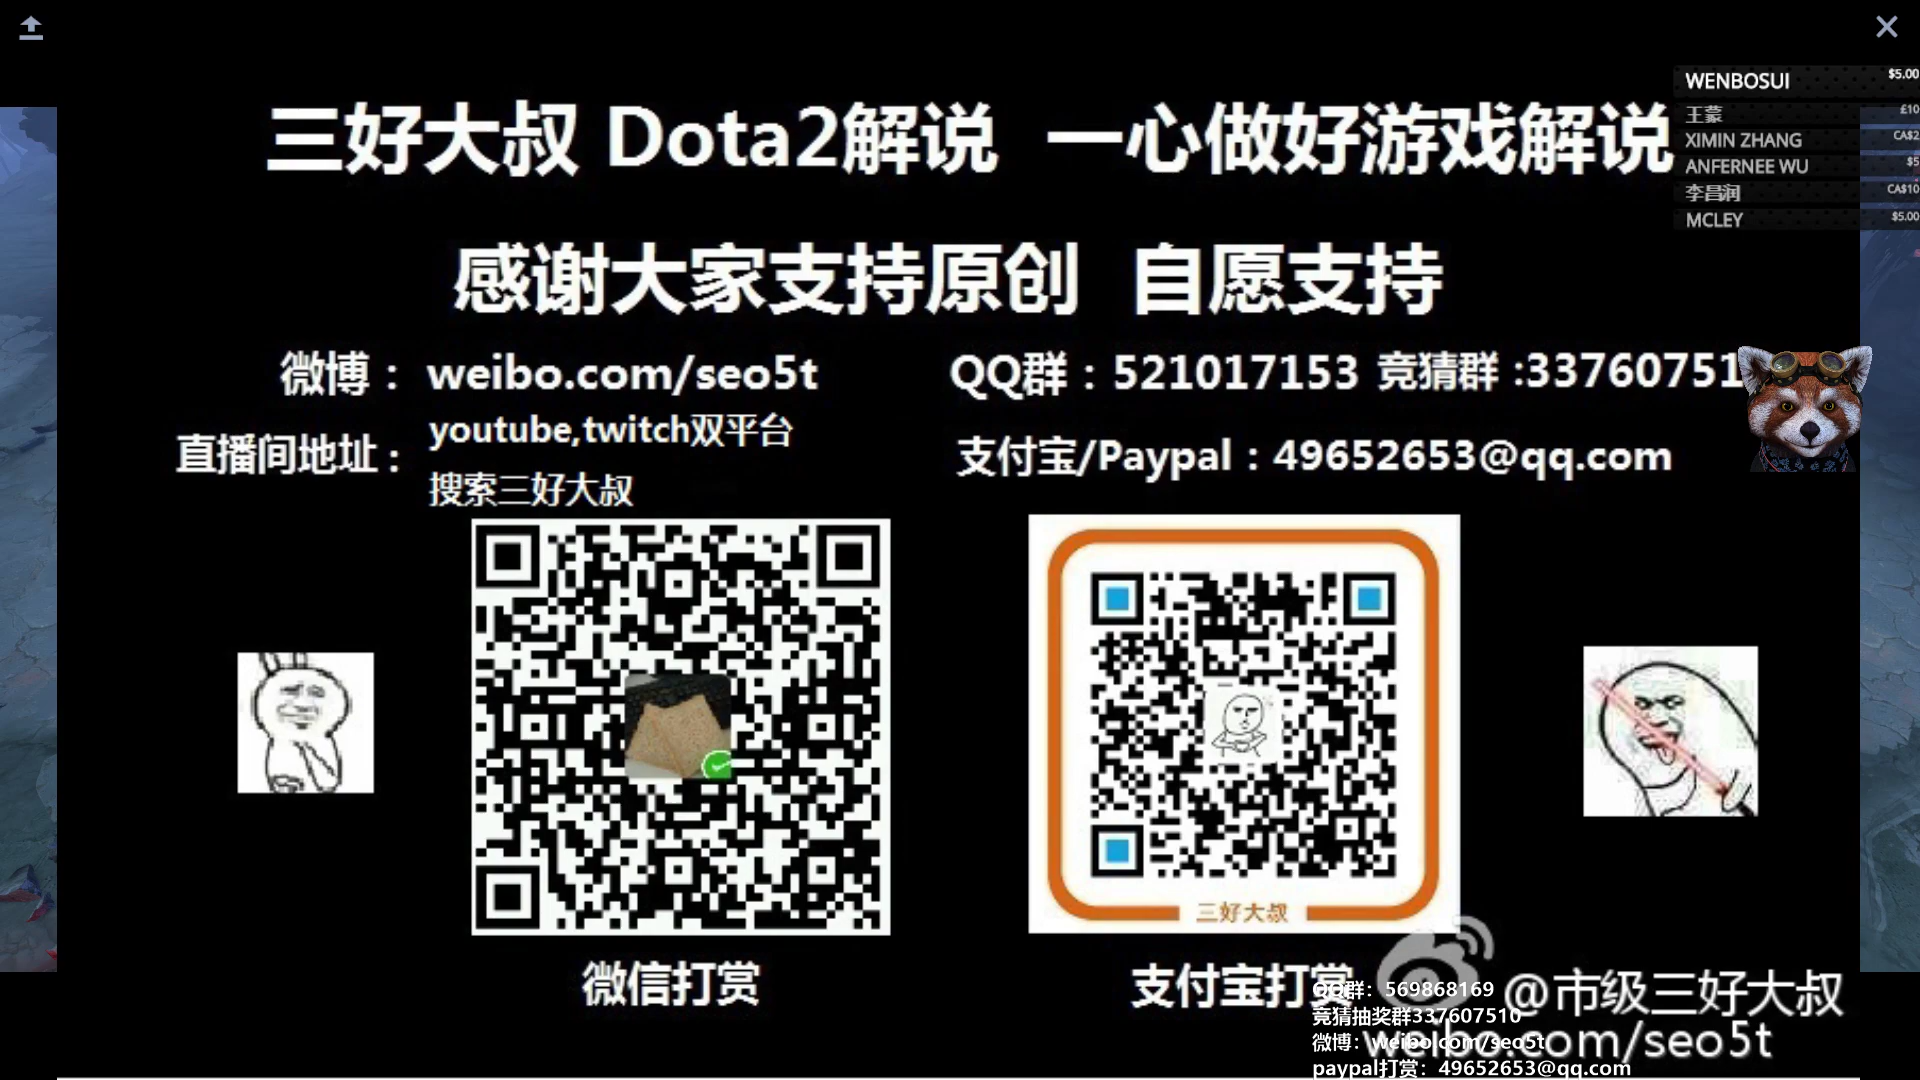 三好大叔 Dota2解说 一心做好游戏解说
WENBOSUI $5.00
王蒙 £10
XIMIN ZHANG CA$2
ANFERNEE WU $5
李昌润 CA$10
MCLEY $5.00
感谢大家支持原创 自愿支持
微博：weibo.com/seo5t
QQ群：521017153 竞猜群:33760751
直播间地址：youtube,twitch双平台
搜索三好大叔
支付宝/Paypal：49652653@qq.com
三好大叔
微信打赏
支付宝打赏
@市级三好大叔
weibo.com/seo5t
QQ群：569868169
竞猜抽奖群337607510
微博：weibo.com/seo5t
paypal打赏：49652653@qq.com